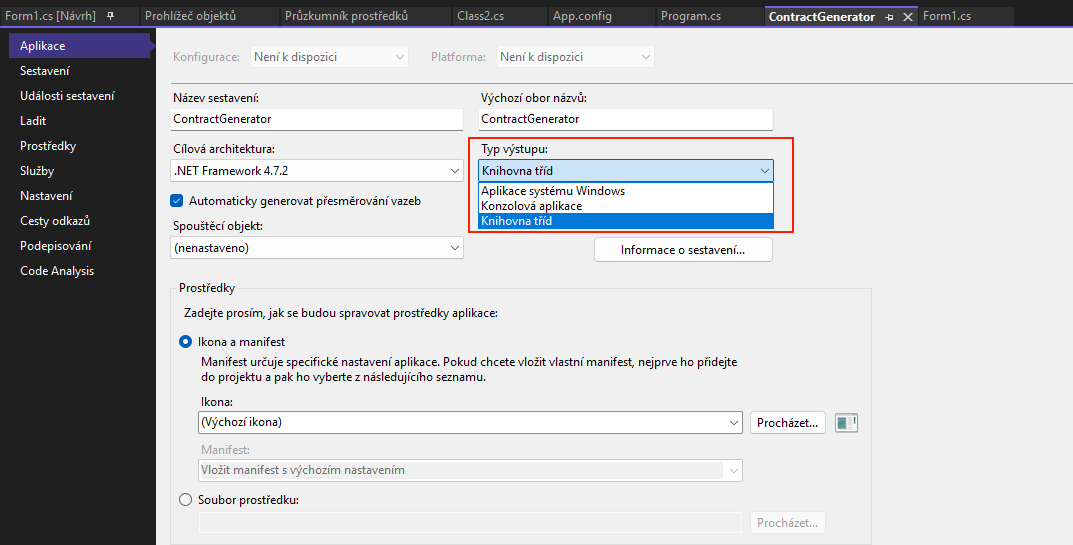 Form1.cs [Návrh]
Prohlížeč objektů
Průzkumník prostředků
Class2.cs
App.config
Program.cs
ContractGenerator
Form1.cs
Aplikace
Sestavení
Události sestavení
Ladit
Prostředky
Služby
Nastavení
Cesty odkazů
Podepisování
Code Analysis
Konfigurace: Není k dispozici
Platforma: Není k dispozici
Název sestavení:
ContractGenerator
Výchozí obor názvů:
ContractGenerator
Cílová architektura:
.NET Framework 4.7.2
Typ výstupu:
Knihovna tříd
Aplikace systému Windows
Konzolová aplikace
Knihovna tříd
Automaticky generovat přesměrování vazeb
Spouštěcí objekt:
(nenastaveno)
Informace o sestavení...
Prostředky
Zadejte prosím, jak se budou spravovat prostředky aplikace:
Ikona a manifest
Manifest určuje specifické nastavení aplikace. Pokud chcete vložit vlastní manifest, nejprve ho přidejte
do projektu a pak ho vyberte z následujícího seznamu.
Ikona:
(Výchozí ikona)
Procházet...
Manifest:
Vložit manifest s výchozím nastavením
Soubor prostředku:
Procházet...